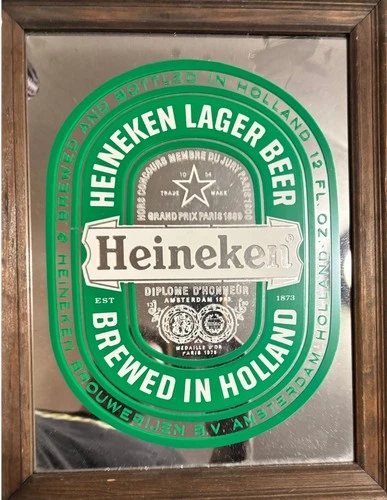 BREWED AND BOTTLED IN HOLLAND 12 FL. OZ.
HEINEKEN LAGER BEER
HORS CONCOURS MEMBRE DU JURY PARIS 1900
TRADE MARK
GRAND PRIX PARIS 1889
Heineken
DIPLOME D'HONNEUR
AMSTERDAM 1883
EST 1873
MEDAILLE D'OR
PARIS 1875
BREWED IN HOLLAND
HEINEKEN BROUWERIJEN B.V. AMSTERDAM HOLLAND